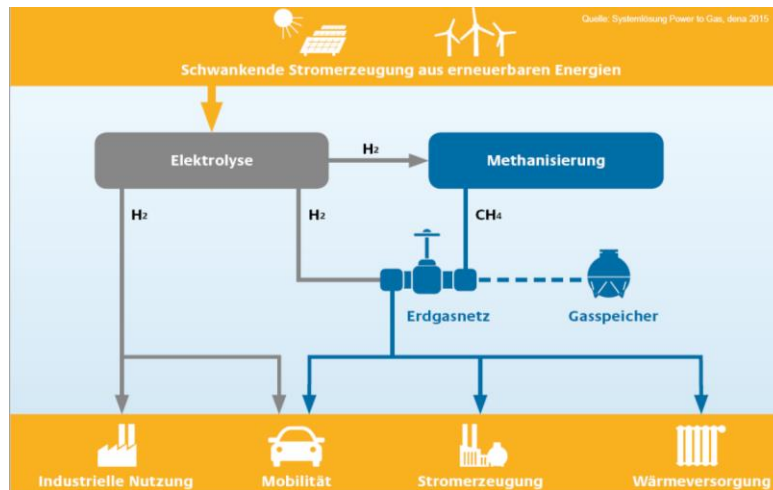 Quelle: Systemlösung Power to Gas, dena 2015
Schwankende Stromerzeugung aus erneuerbaren Energien
Elektrolyse
H2
Methanisierung
H2
H2
CH4
Erdgasnetz
Gasspeicher
Industrielle Nutzung
Mobilität
Stromerzeugung
Wärmeversorgung